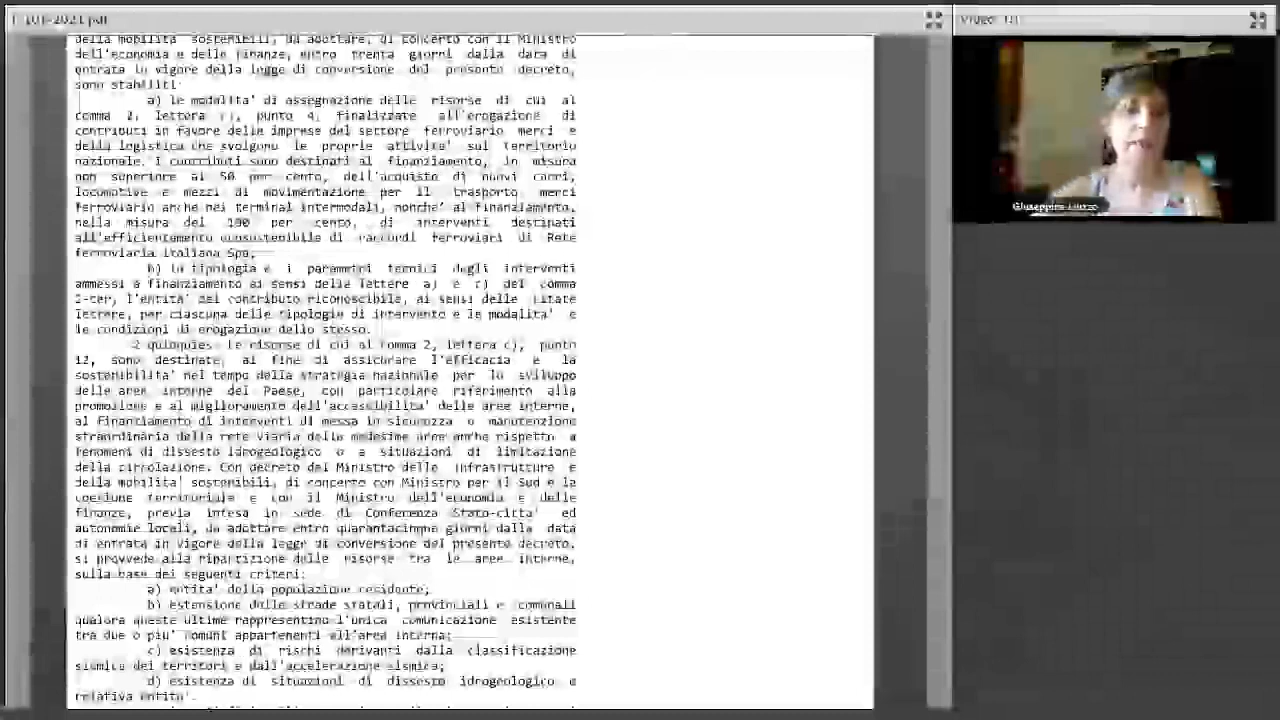 101-2021.pdf
Video
della mobilita' sostenibili, da adottare, di concerto con il Ministro
dell'economia e delle finanze, entro trenta giorni dalla data di
entrata in vigore della legge di conversione del presente decreto,
sono stabiliti:
a) le modalita' di assegnazione delle risorse di cui al
comma 2, lettera c), punto 4, finalizzate all'erogazione di
contributi in favore delle imprese del settore ferroviario merci e
della logistica che svolgono le proprie attivita' sul territorio
nazionale. I contributi sono destinati al finanziamento, in misura
non superiore al 50 per cento, dell'acquisto di nuovi carri,
locomotive e mezzi di movimentazione per il trasporto merci
ferroviario anche nei terminal intermodali, nonche' al finanziamento,
nella misura del 100 per cento, di interventi destinati
all'efficientamento ecosostenibile di raccordi ferroviari di Rete
ferroviaria italiana Spa;
b) la tipologia e i parametri tecnici degli interventi
ammessi a finanziamento ai sensi delle lettere a) e c) del comma
2-ter, l'entita' del contributo riconoscibile, ai sensi delle citate
lettere, per ciascuna delle tipologie di intervento e le modalita' e
le condizioni di erogazione dello stesso.
2-quinquies. Le risorse di cui al comma 2, lettera c), punto
12, sono destinate, al fine di assicurare l'efficacia e la
sostenibilita' nel tempo della strategia nazionale per lo sviluppo
delle aree interne del Paese, con particolare riferimento alla
promozione e al miglioramento dell'accessibilita' delle aree interne,
al finanziamento di interventi di messa in sicurezza e manutenzione
straordinaria della rete viaria delle medesime aree anche rispetto a
fenomeni di dissesto idrogeologico o a situazioni di limitazione
della circolazione. Con decreto del Ministro delle infrastrutture e
della mobilita' sostenibili, di concerto con Ministro per il Sud e la
coesione territoriale e con il Ministro dell'economia e delle
finanze, previa intesa in sede di Conferenza Stato-citta' ed
autonomie locali, da adottare entro quarantacinque giorni dalla data
di entrata in vigore della legge di conversione del presente decreto,
si provvede alla ripartizione delle risorse tra le aree interne,
sulla base dei seguenti criteri:
a) entita' della popolazione residente;
b) estensione delle strade statali, provinciali e comunali
qualora queste ultime rappresentino l'unica comunicazione esistente
tra due o piu' comuni appartenenti all'area interna;
c) esistenza di rischi derivanti dalla classificazione
sismica dei territori e dall'accelerazione sismica;
d) esistenza di situazioni di dissesto idrogeologico e
relativa entita'.
Giuseppina